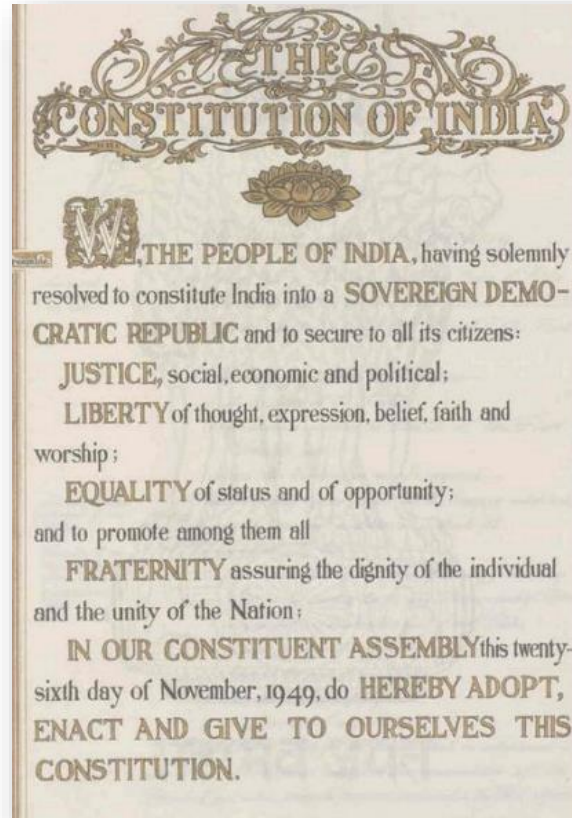 THE
CONSTITUTION OF INDIA
WE, THE PEOPLE OF INDIA, having solemnly
resolved to constitute India into a SOVEREIGN DEMO-
CRATIC REPUBLIC and to secure to all its citizens:
JUSTICE, social, economic and political;
LIBERTY of thought, expression, belief, faith and
worship;
EQUALITY of status and of opportunity;
and to promote among them all
FRATERNITY assuring the dignity of the individual
and the unity of the Nation;
IN OUR CONSTITUENT ASSEMBLY this twenty-
sixth day of November, 1949, do HEREBY ADOPT,
ENACT AND GIVE TO OURSELVES THIS
CONSTITUTION.